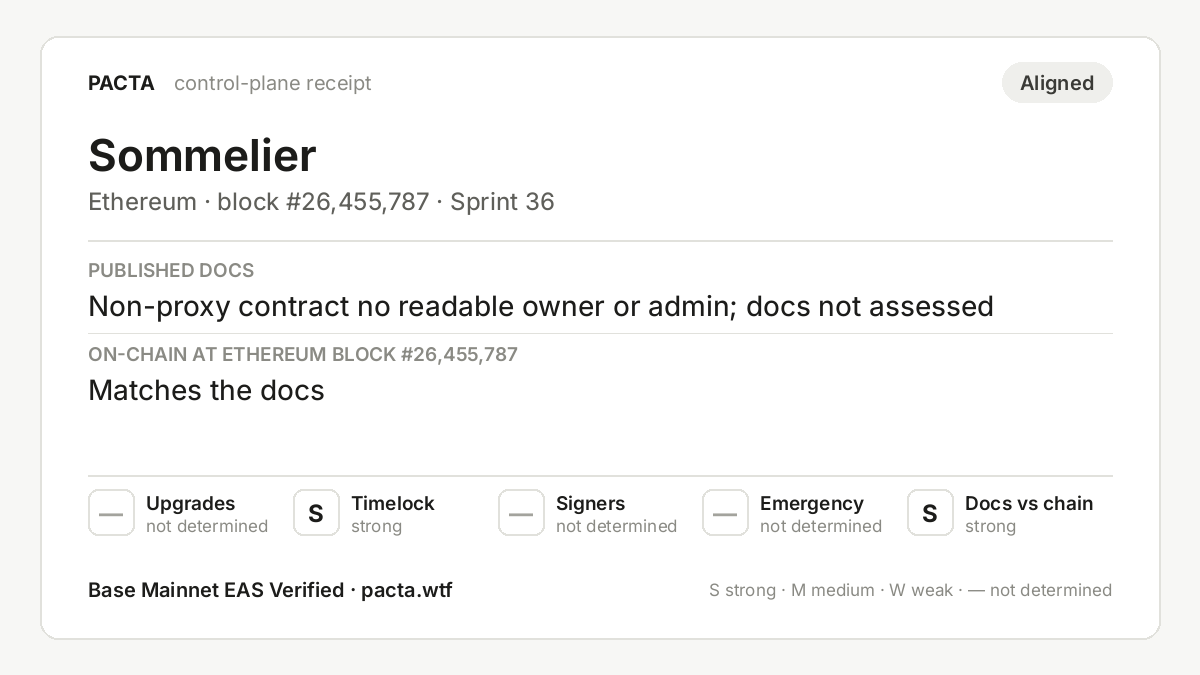 PACTA control-plane receipt
Aligned
Sommelier
Ethereum · block #26,455,787 · Sprint 36
PUBLISHED DOCS
Non-proxy contract no readable owner or admin; docs not assessed
ON-CHAIN AT ETHEREUM BLOCK #26,455,787
Matches the docs
— Upgrades
not determined
S Timelock
strong
— Signers
not determined
— Emergency
not determined
S Docs vs chain
strong
Base Mainnet EAS Verified · pacta.wtf
S strong · M medium · W weak · — not determined